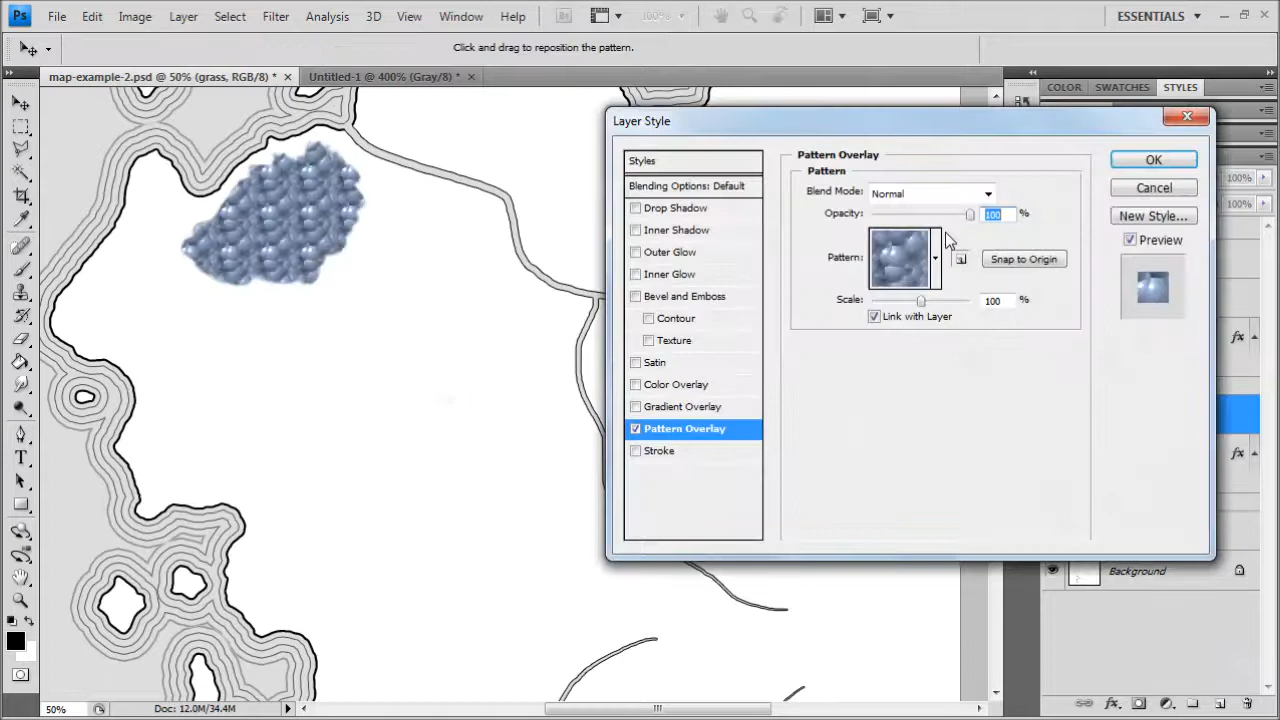 Ps File Edit Image Layer Select Filter Analysis 3D View Window Help Br 100% ESSENTIALS
Click and drag to reposition the pattern.
map-example-2.psd @ 50% (grass, RGB/8) * Untitled-1 @ 400% (Gray/8) * COLOR SWATCHES STYLES
Layer Style
Styles
Blending Options: Default
Drop Shadow
Inner Shadow
Outer Glow
Inner Glow
Bevel and Emboss
Contour
Texture
Satin
Color Overlay
Gradient Overlay
Pattern Overlay
Stroke
Pattern Overlay
Pattern
Blend Mode: Normal
Opacity: 100 %
Pattern: Snap to Origin
Scale: 100 %
Link with Layer
OK
Cancel
New Style...
Preview
100%
100%
fx
fx
Background
T
50% Doc: 12.0M/34.4M fx